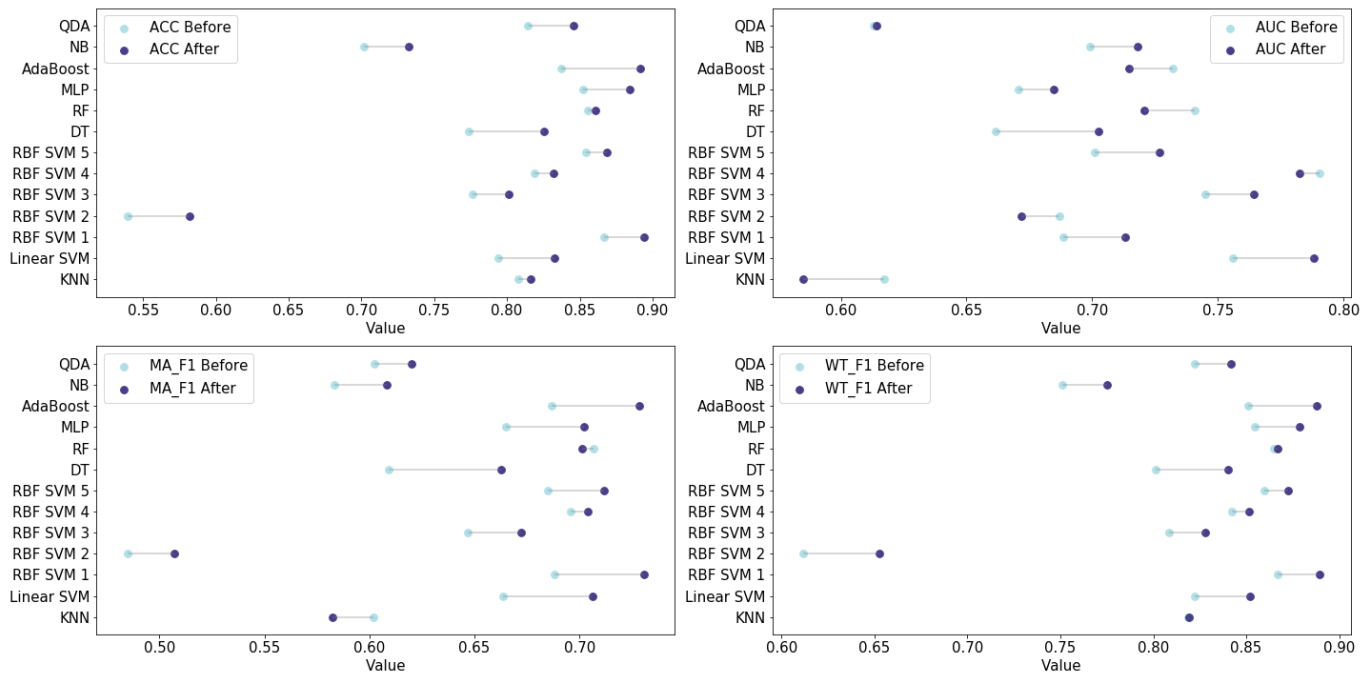 QDA
NB
AdaBoost
MLP
RF
DT
RBF SVM 5
RBF SVM 4
RBF SVM 3
RBF SVM 2
RBF SVM 1
Linear SVM
KNN
ACC Before
ACC After
0.55 0.60 0.65 0.70 0.75 0.80 0.85 0.90
Value
QDA
NB
AdaBoost
MLP
RF
DT
RBF SVM 5
RBF SVM 4
RBF SVM 3
RBF SVM 2
RBF SVM 1
Linear SVM
KNN
AUC Before
AUC After
0.60 0.65 0.70 0.75 0.80
Value
QDA
NB
AdaBoost
MLP
RF
DT
RBF SVM 5
RBF SVM 4
RBF SVM 3
RBF SVM 2
RBF SVM 1
Linear SVM
KNN
MA_F1 Before
MA_F1 After
0.50 0.55 0.60 0.65 0.70
Value
QDA
NB
AdaBoost
MLP
RF
DT
RBF SVM 5
RBF SVM 4
RBF SVM 3
RBF SVM 2
RBF SVM 1
Linear SVM
KNN
WT_F1 Before
WT_F1 After
0.60 0.65 0.70 0.75 0.80 0.85 0.90
Value